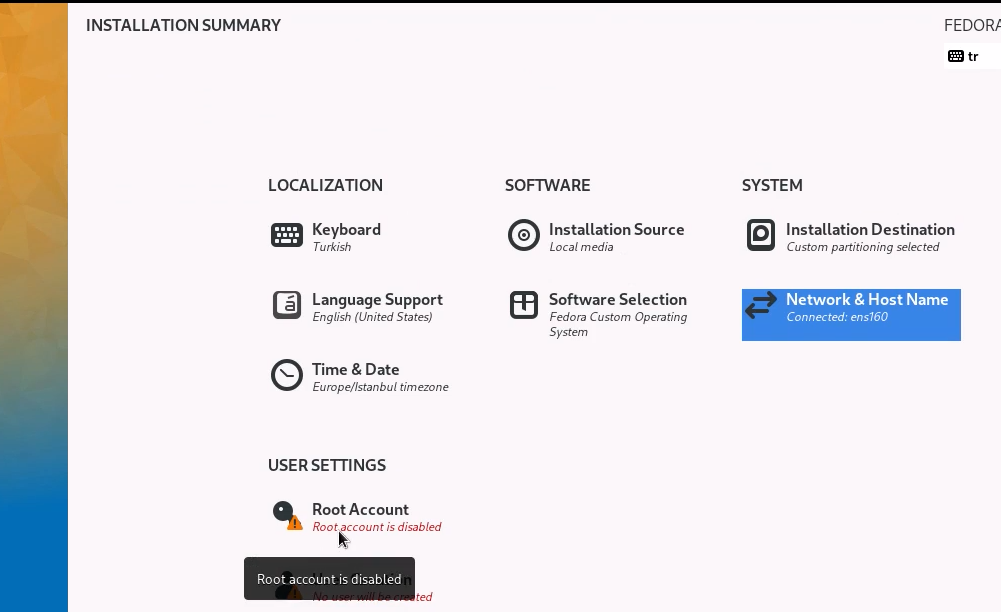 INSTALLATION SUMMARY
FEDORA
tr
LOCALIZATION
Keyboard
Turkish
Language Support
English (United States)
Time & Date
Europe/Istanbul timezone
SOFTWARE
Installation Source
Local media
Software Selection
Fedora Custom Operating
System
SYSTEM
Installation Destination
Custom partitioning selected
Network & Host Name
Connected: ens160
USER SETTINGS
Root Account
Root account is disabled
Root account is disabled
No user will be created